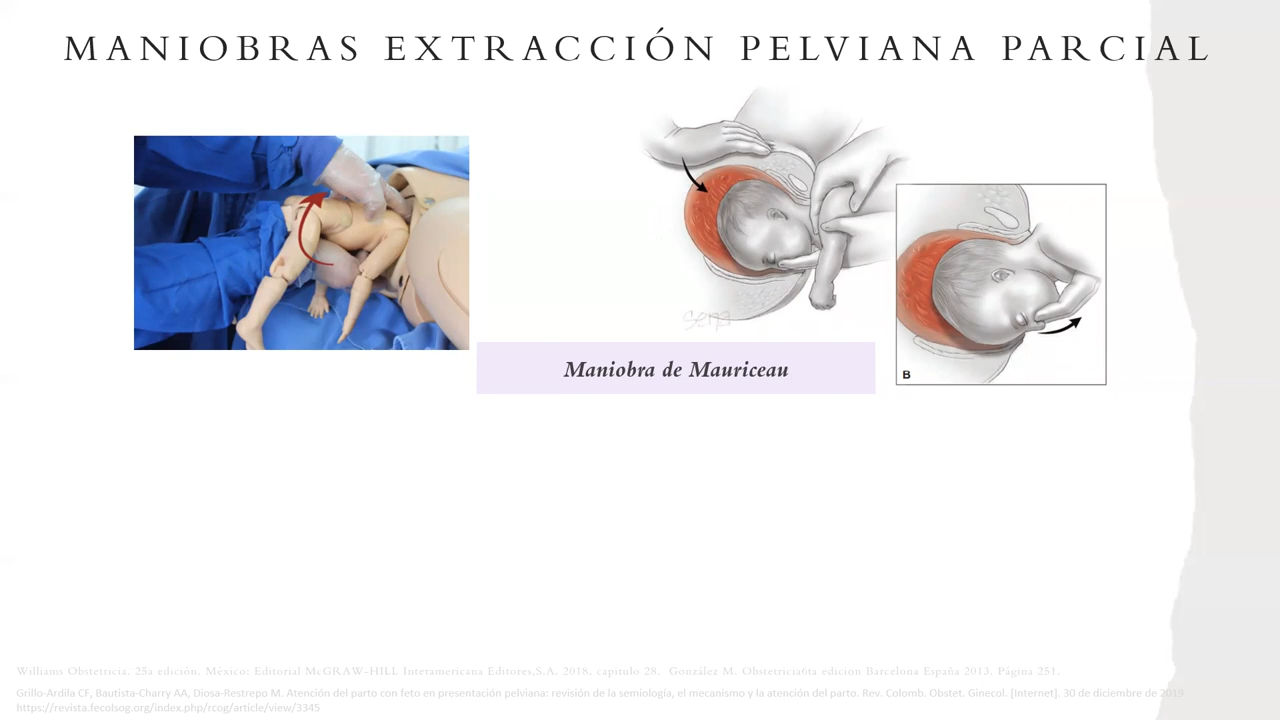 MANIOBRAS EXTRACCIÓN PELVIANA PARCIAL
Sena
Maniobra de Mauriceau
B
Williams Obstetricia. 25a edición. México: Editorial McGRAW-HILL Interamericana Editores,S.A. 2018. capitulo 28. González M. Obstetricia6ta edicion Barcelona España 2013. Página 251.
Grillo-Ardila CF, Bautista-Charry AA, Diosa-Restrepo M. Atención del parto con feto en presentación pelviana: revisión de la semiología, el mecanismo y la atención del parto. Rev. Colomb. Obstet. Ginecol. [Internet]. 30 de diciembre de 2019
https://revista.fecolsog.org/index.php/rcog/article/view/3345